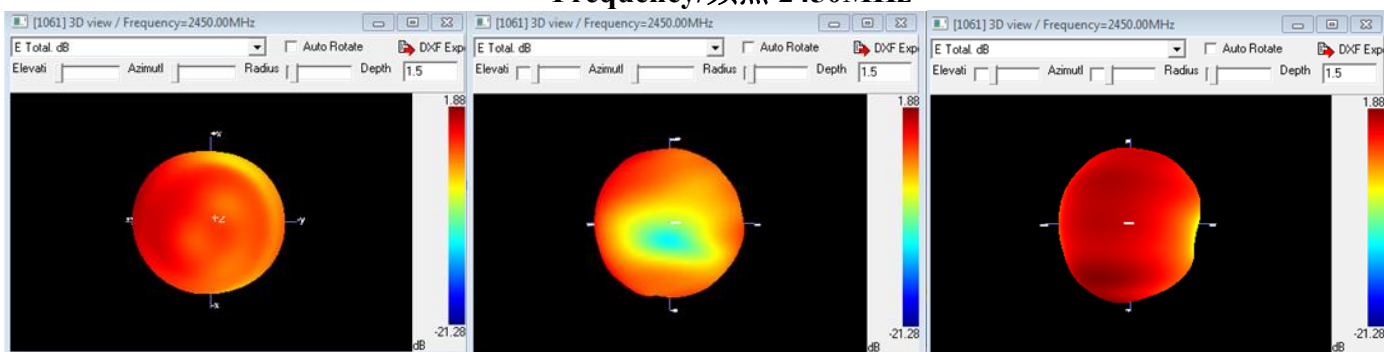 Frequency/频点 2450MHz
[1061] 3D view / Frequency=2450.00MHz
E Total. dB
Auto Rotate
DXF Exp
Elevati
Azimutl
Radius
Depth
1.5
1.88
+Z
-y
-x
-21.28
dB
[1061] 3D view / Frequency=2450.00MHz
E Total. dB
Auto Rotate
DXF Exp
Elevati
Azimutl
Radius
Depth
1.5
1.88
-21.28
dB
[1061] 3D view / Frequency=2450.00MHz
E Total. dB
Auto Rotate
DXF Exp
Elevati
Azimutl
Radius
Depth
1.5
1.88
-21.28
dB